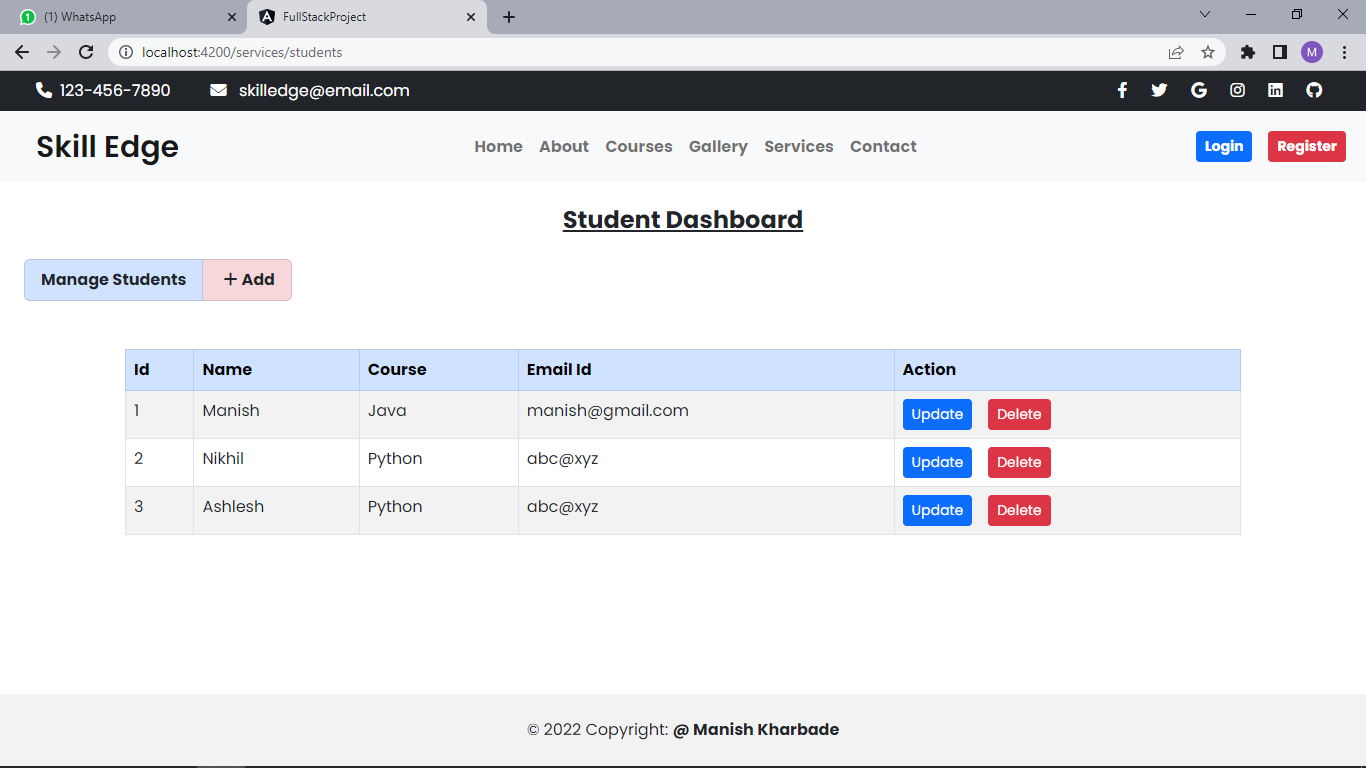 (1) WhatsApp
FullStackProject
localhost:4200/services/students
M
123-456-7890 skilledge@email.com
Skill Edge Home About Courses Gallery Services Contact Login Register
Student Dashboard
Manage Students + Add
Id Name Course Email Id Action
1 Manish Java manish@gmail.com Update Delete
2 Nikhil Python abc@xyz Update Delete
3 Ashlesh Python abc@xyz Update Delete
© 2022 Copyright: @ Manish Kharbade